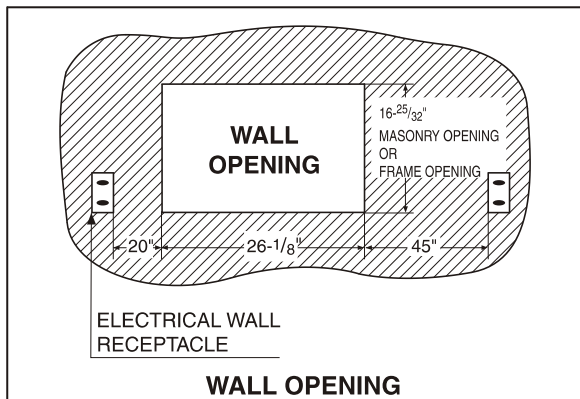 WALL
OPENING
16-25/32"
MASONRY OPENING
OR
FRAME OPENING
20"
26-1/8"
45"
ELECTRICAL WALL
RECEPTACLE
WALL OPENING